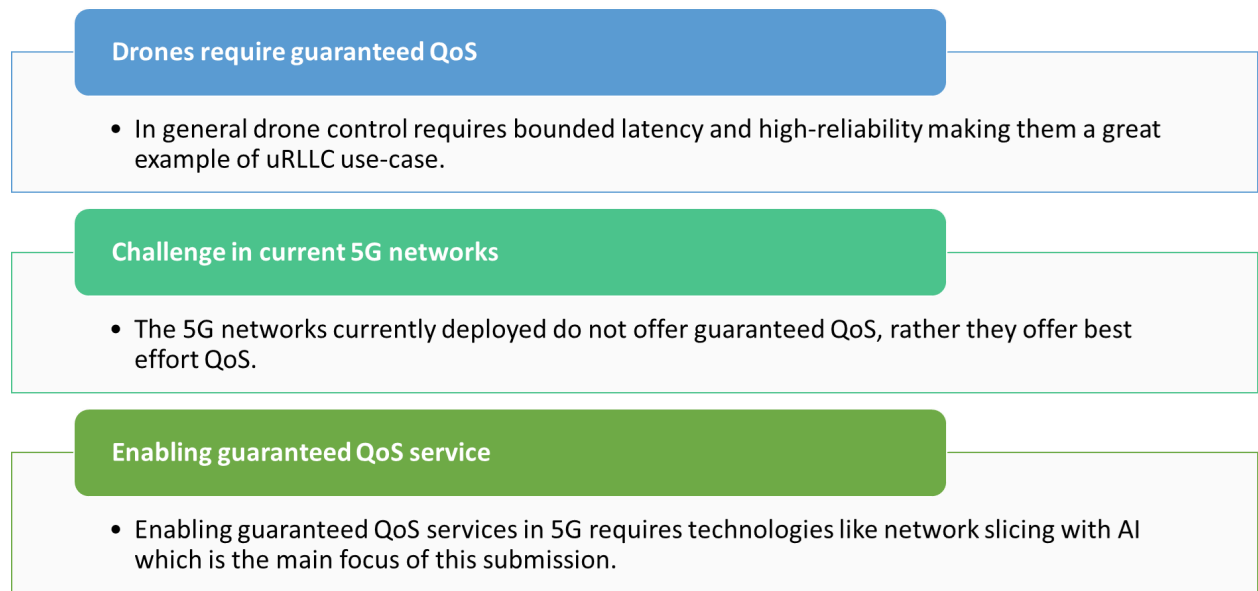 Drones require guaranteed QoS
• In general drone control requires bounded latency and high-reliability making them a great
example of uRLLC use-case.
Challenge in current 5G networks
• The 5G networks currently deployed do not offer guaranteed QoS, rather they offer best
effort QoS.
Enabling guaranteed QoS service
• Enabling guaranteed QoS services in 5G requires technologies like network slicing with AI
which is the main focus of this submission.